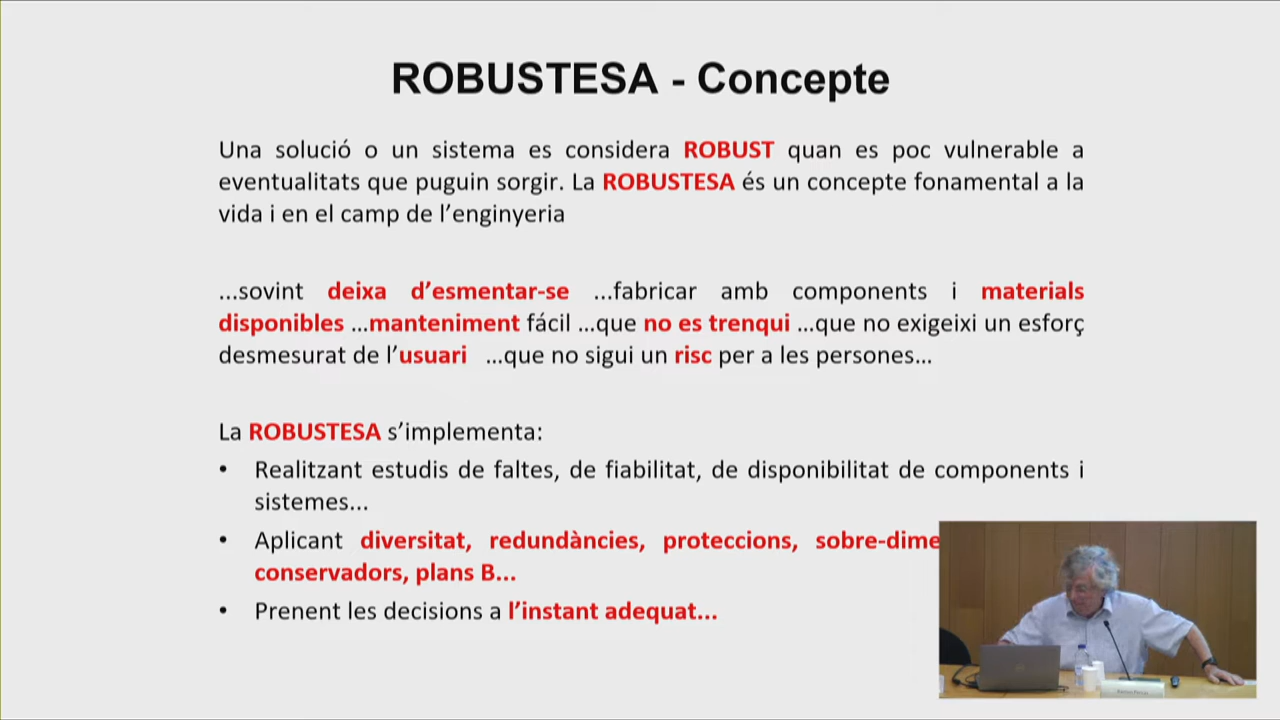 ROBUSTESA - Concepte
Una solució o un sistema es considera ROBUST quan es poc vulnerable a
eventualitats que puguin sorgir. La ROBUSTESA és un concepte fonamental a la
vida i en el camp de l'enginyeria
...sovint deixa d'esmentar-se ...fabricar amb components i materials
disponibles ...manteniment fácil ...que no es trenqui ...que no exigeixi un esforç
desmesurat de l'usuari ...que no sigui un risc per a les persones...
La ROBUSTESA s'implementa:
• Realitzant estudis de faltes, de fiabilitat, de disponibilitat de components i
sistemes...
• Aplicant diversitat, redundàncies, proteccions, sobre-dime
conservadors, plans B...
• Prenent les decisions a l'instant adequat...